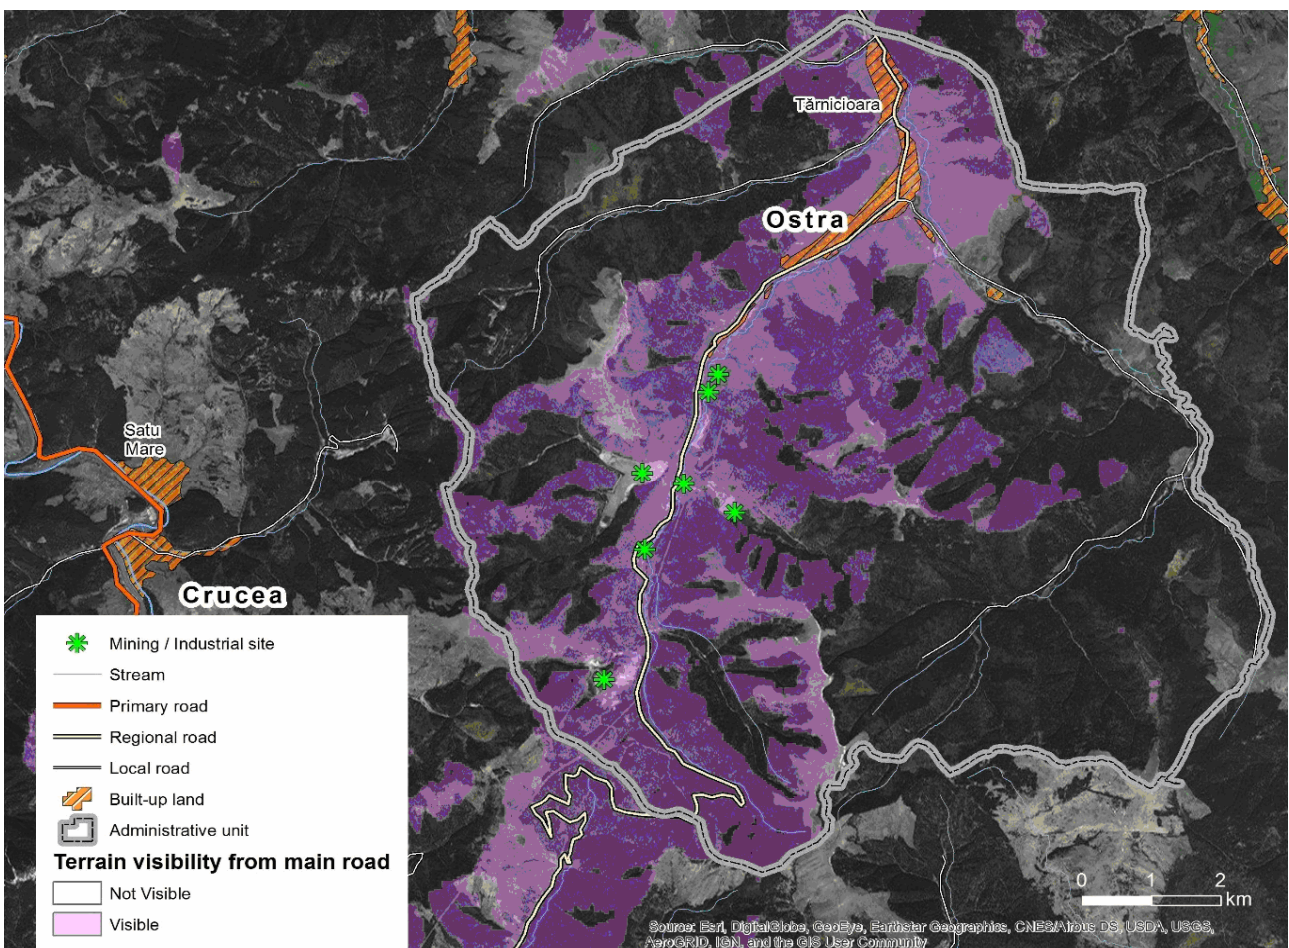 Tărnicioara
Ostra
Satu
Mare
Crucea
Mining / Industrial site
Stream
Primary road
Regional road
Local road
Built-up land
Administrative unit
Terrain visibility from main road
Not Visible
Visible
0 1 2
km
Source: Esri, DigitalGlobe, GeoEye, Earthstar Geographics, CNES/Airbus DS, USDA, USGS,
AeroGRID, IGN, and the GIS User Community